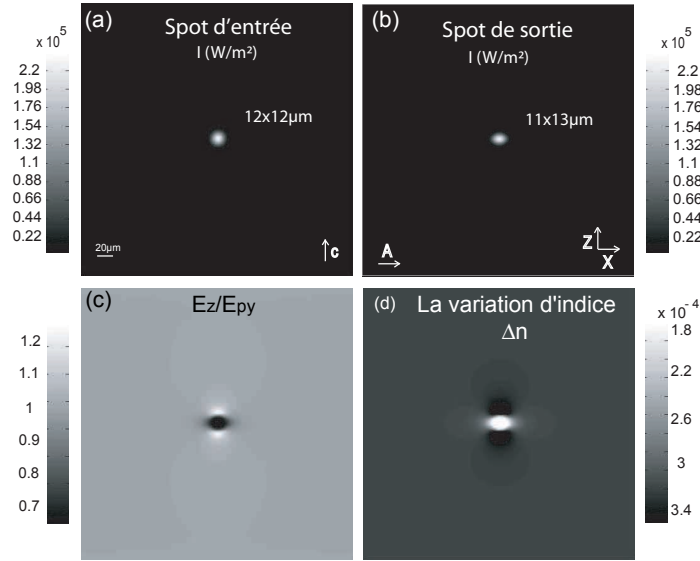 (a)
Spot d'entrée
I (W/m²)
12x12µm
20µm
c
x 10⁵
2.2
1.98
1.76
1.54
1.32
1.1
0.88
0.66
0.44
0.22
(b)
Spot de sortie
I (W/m²)
11x13µm
A
Z
X
x 10⁵
2.2
1.98
1.76
1.54
1.32
1.1
0.88
0.66
0.44
0.22
(c)
Ez/Epy
1.2
1.1
1
0.9
0.8
0.7
(d) La variation d'indice
Δn
x 10⁻⁴
1.8
2.2
2.6
3
3.4